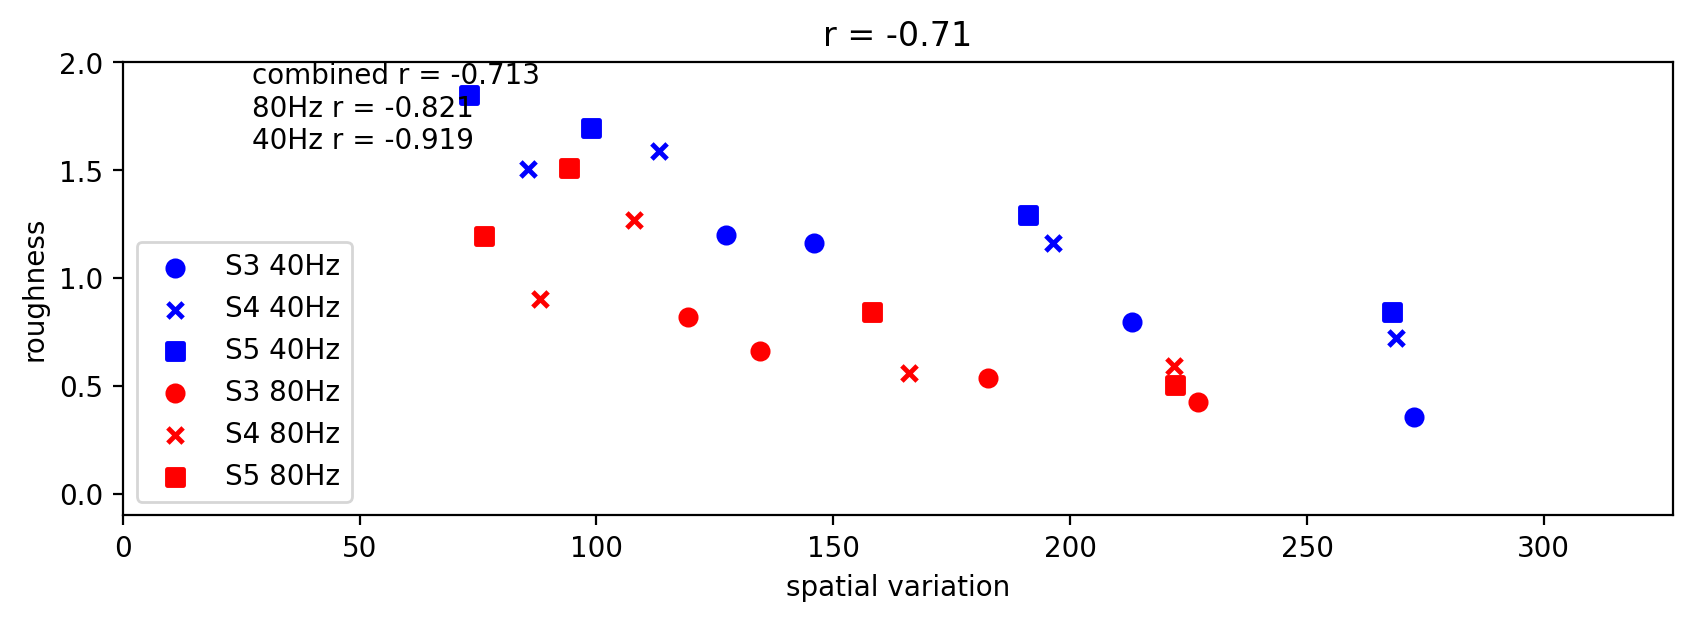 r = -0.71
combined r = -0.713
80Hz r = -0.821
40Hz r = -0.919
2.0
1.5
1.0
0.5
0.0
roughness
S3 40Hz
S4 40Hz
S5 40Hz
S3 80Hz
S4 80Hz
S5 80Hz
0 50 100 150 200 250 300
spatial variation